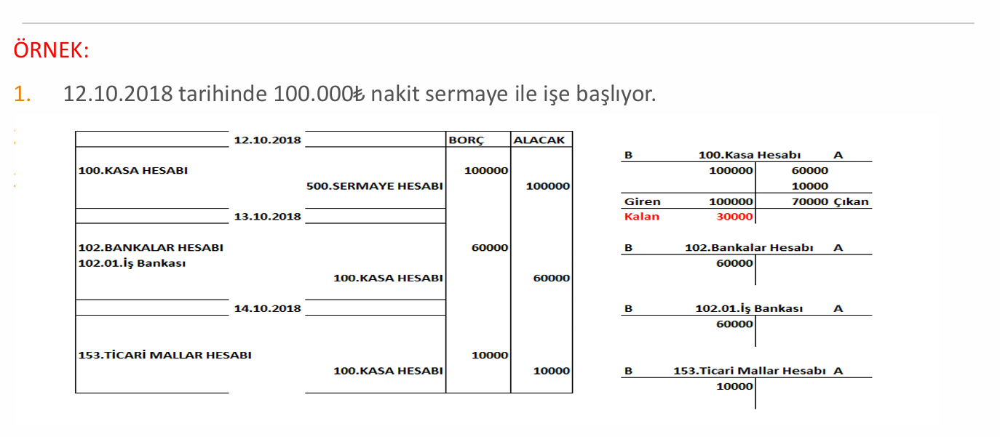 ÖRNEK:
1. 12.10.2018 tarihinde 100.000₺ nakit sermaye ile işe başlıyor.
12.10.2018 BORÇ ALACAK
100.KASA HESABI 100000
500.SERMAYE HESABI 100000
13.10.2018
102.BANKALAR HESABI 60000
102.01.İş Bankası
100.KASA HESABI 60000
14.10.2018
153.TİCARİ MALLAR HESABI 10000
100.KASA HESABI 10000
B 100.Kasa Hesabı A
100000 60000
10000
Giren 100000 70000 Çıkan
Kalan 30000
B 102.Bankalar Hesabı A
60000
B 102.01.İş Bankası A
60000
B 153.Ticari Mallar Hesabı A
10000